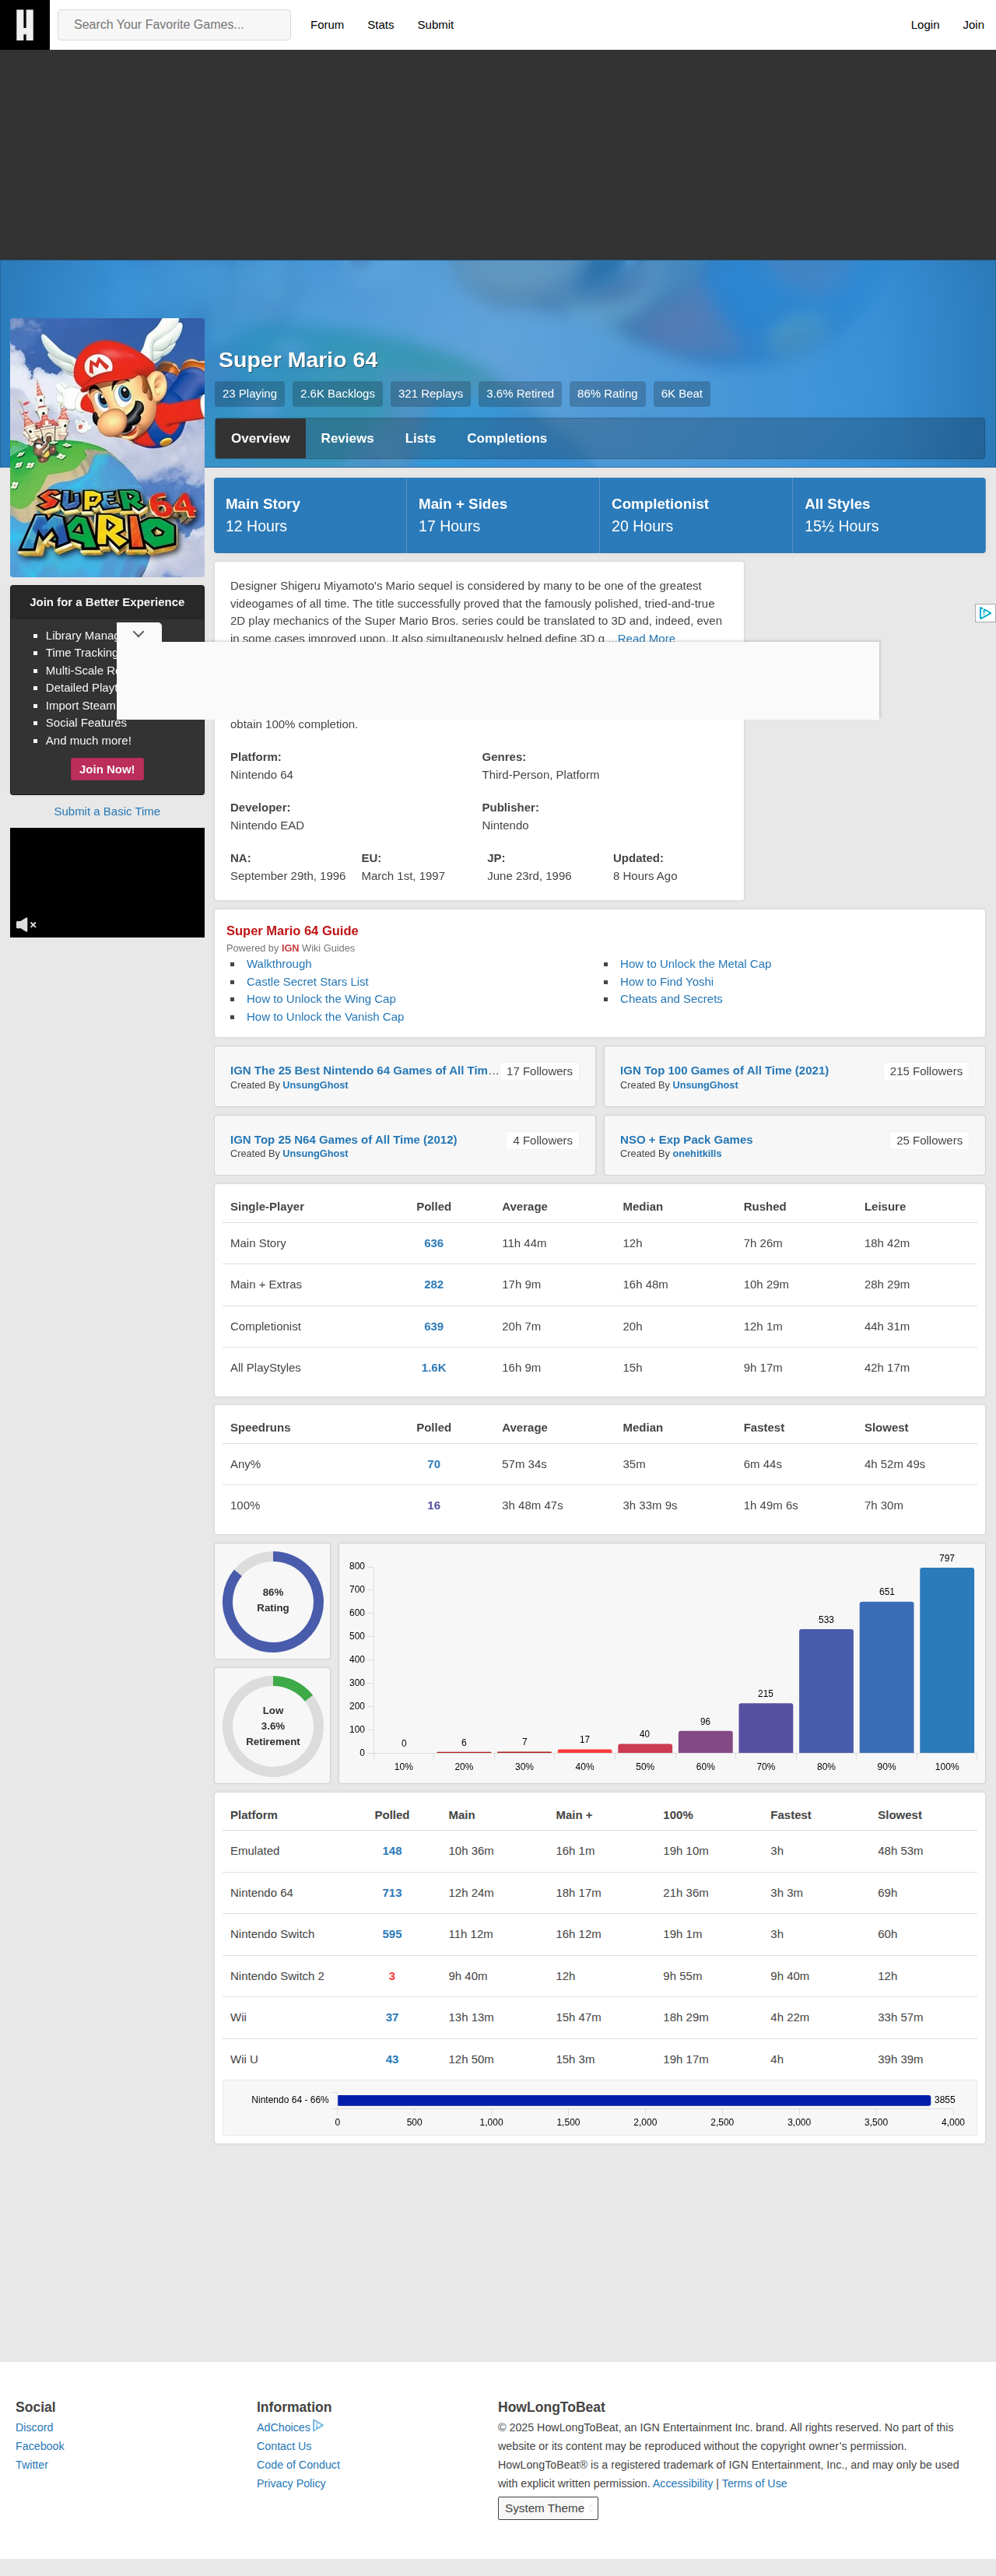 H
Search Your Favorite Games...
Forum Stats Submit
Login Join
SUPER MARIO 64
Super Mario 64
23 Playing 2.6K Backlogs 321 Replays 3.6% Retired 86% Rating 6K Beat
Overview Reviews Lists Completions
Main Story Main + Sides Completionist All Styles
12 Hours 17 Hours 20 Hours 15½ Hours
Join for a Better Experience
Library
Time Tracking
Multi-Scale
Detailed
Import Steam
Social Features
And much more!
Join Now!
Submit a Basic Time
Designer Shigeru Miyamoto's Mario sequel is considered by many to be one of the greatest
videogames of all time. The title successfully proved that the famously polished, tried-and-true
2D play mechanics of the Super Mario Bros. series could be translated to 3D and, indeed, even
in some cases improved upon. It also simultaneously helped define 3D g ...Read More
obtain 100% completion.
Platform: Genres:
Nintendo 64 Third-Person, Platform
Developer: Publisher:
Nintendo EAD Nintendo
NA: EU: JP: Updated:
September 29th, 1996 March 1st, 1997 June 23rd, 1996 8 Hours Ago
Super Mario 64 Guide
Powered by IGN Wiki Guides
Walkthrough
Castle Secret Stars List
How to Unlock the Wing Cap
How to Unlock the Vanish Cap
How to Unlock the Metal Cap
How to Find Yoshi
Cheats and Secrets
IGN The 25 Best Nintendo 64 Games of All Tim... 17 Followers
Created By UnsungGhost
IGN Top 100 Games of All Time (2021) 215 Followers
Created By UnsungGhost
IGN Top 25 N64 Games of All Time (2012) 4 Followers
Created By UnsungGhost
NSO + Exp Pack Games 25 Followers
Created By onehitkills
Single-Player Polled Average Median Rushed Leisure
Main Story 636 11h 44m 12h 7h 26m 18h 42m
Main + Extras 282 17h 9m 16h 48m 10h 29m 28h 29m
Completionist 639 20h 7m 20h 12h 1m 44h 31m
All PlayStyles 1.6K 16h 9m 15h 9h 17m 42h 17m
Speedruns Polled Average Median Fastest Slowest
Any% 70 57m 34s 35m 6m 44s 4h 52m 49s
100% 16 3h 48m 47s 3h 33m 9s 1h 49m 6s 7h 30m
86%
Rating
Low
3.6%
Retirement
800
700
600
500
400
300
200
100
0
0 6 7 17 40 96 215 533 651 797
10% 20% 30% 40% 50% 60% 70% 80% 90% 100%
Platform Polled Main Main + 100% Fastest Slowest
Emulated 148 10h 36m 16h 1m 19h 10m 3h 48h 53m
Nintendo 64 713 12h 24m 18h 17m 21h 36m 3h 3m 69h
Nintendo Switch 595 11h 12m 16h 12m 19h 1m 3h 60h
Nintendo Switch 2 3 9h 40m 12h 9h 55m 9h 40m 12h
Wii 37 13h 13m 15h 47m 18h 29m 4h 22m 33h 57m
Wii U 43 12h 50m 15h 3m 19h 17m 4h 39h 39m
Nintendo 64 - 66% 3855
0 500 1,000 1,500 2,000 2,500 3,000 3,500 4,000
Social
Discord
Facebook
Twitter
Information
AdChoices
Contact Us
Code of Conduct
Privacy Policy
HowLongToBeat
© 2025 HowLongToBeat, an IGN Entertainment Inc. brand. All rights reserved. No part of this
website or its content may be reproduced without the copyright owner's permission.
HowLongToBeat® is a registered trademark of IGN Entertainment, Inc., and may only be used
with explicit written permission. Accessibility | Terms of Use
System Theme